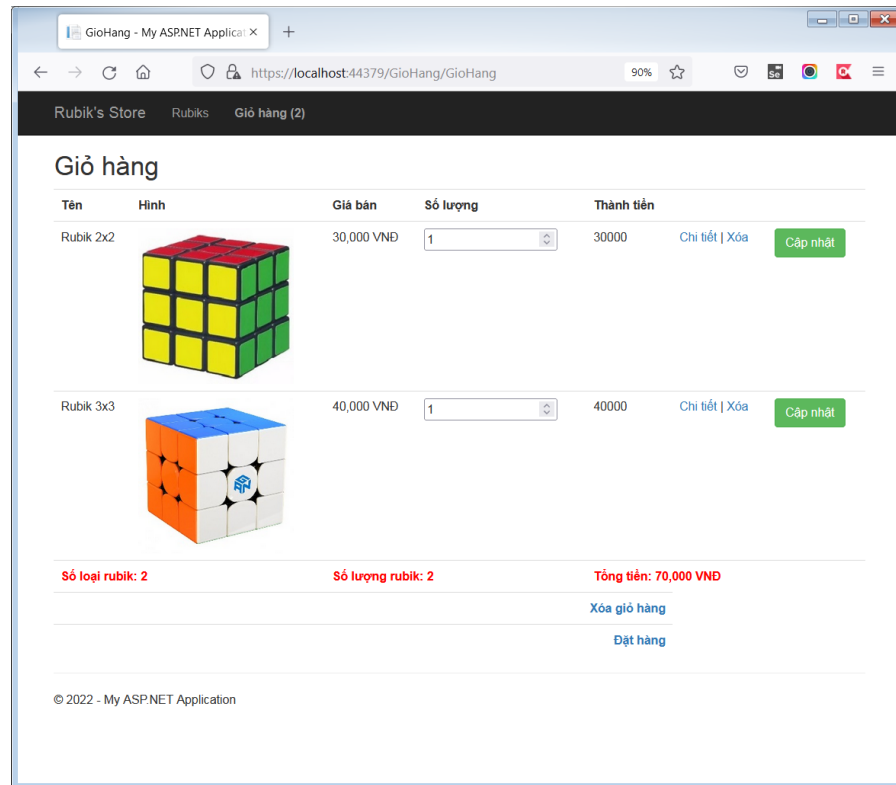 GioHang - My ASP.NET Applicat
https://localhost:44379/GioHang/GioHang 90%
Rubik's Store Rubiks Giỏ hàng (2)
Giỏ hàng
Tên Hình Giá bán Số lượng Thành tiền
Rubik 2x2 30,000 VNĐ 1 30000 Chi tiết | Xóa Cập nhật
Rubik 3x3 40,000 VNĐ 1 40000 Chi tiết | Xóa Cập nhật
Số loại rubik: 2 Số lượng rubik: 2 Tổng tiền: 70,000 VNĐ
Xóa giỏ hàng
Đặt hàng
© 2022 - My ASP.NET Application